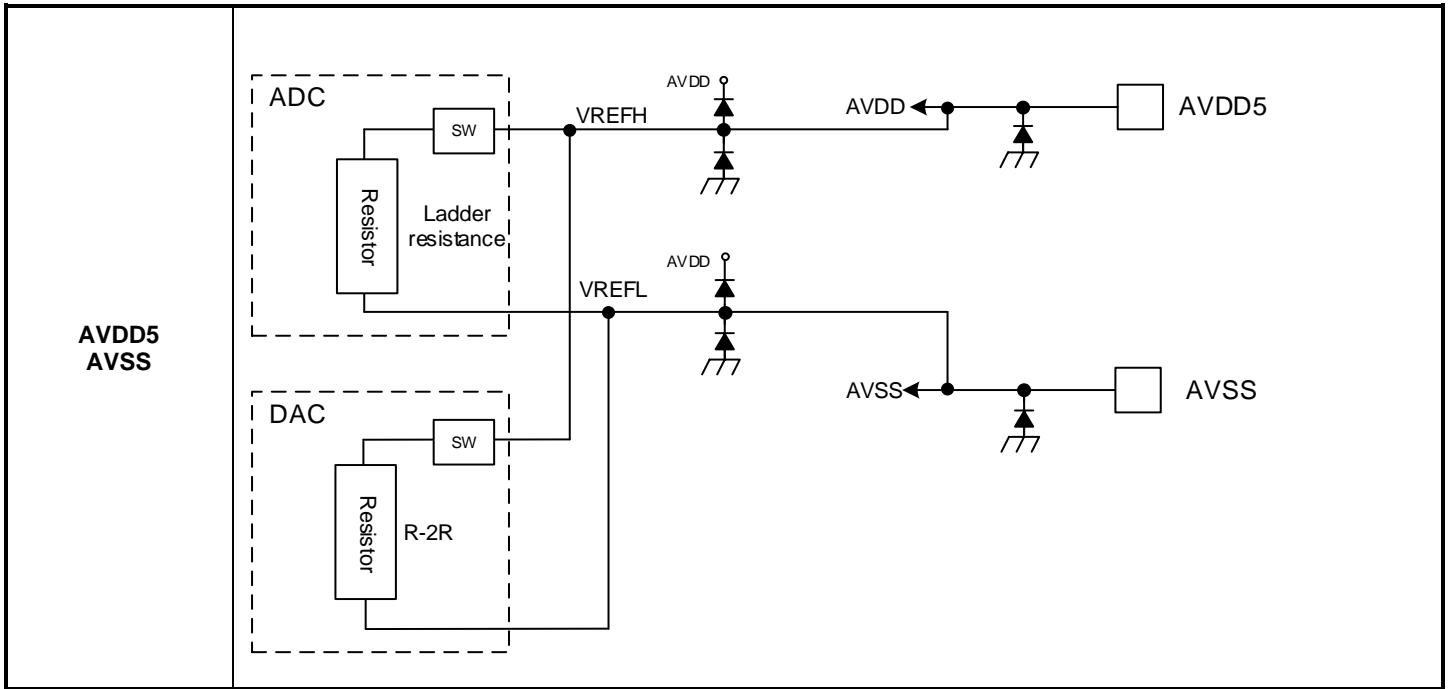 AVDD5
AVSS
ADC
SW
Resistor
Ladder
resistance
VREFH
AVDD
AVDD
AVDD5
VREFL
AVDD
AVSS
AVSS
DAC
SW
Resistor
R-2R